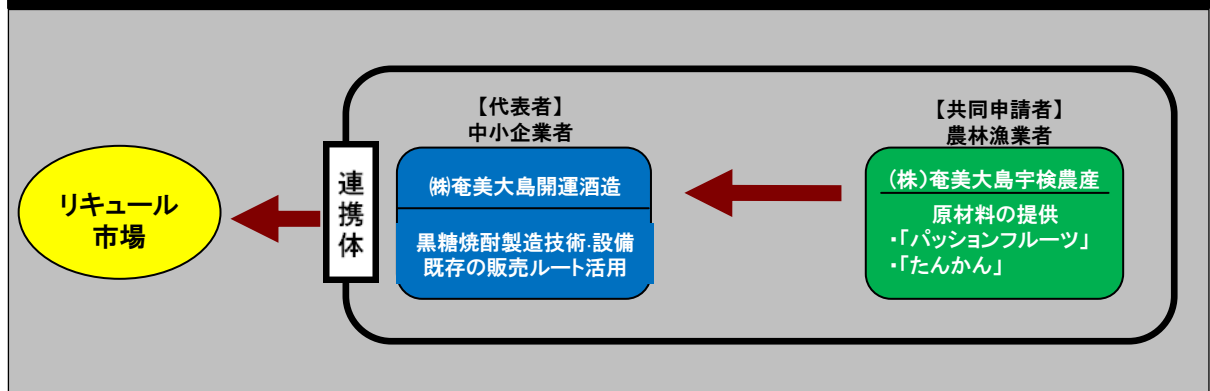 【代表者】
中小企業者
㈱奄美大島開運酒造
黒糖焼酎製造技術・設備
既存の販売ルート活用
【共同申請者】
農林漁業者
(株)奄美大島宇検農産
原材料の提供
・「パッションフルーツ」
・「たんかん」
連携体
リキュール
市場